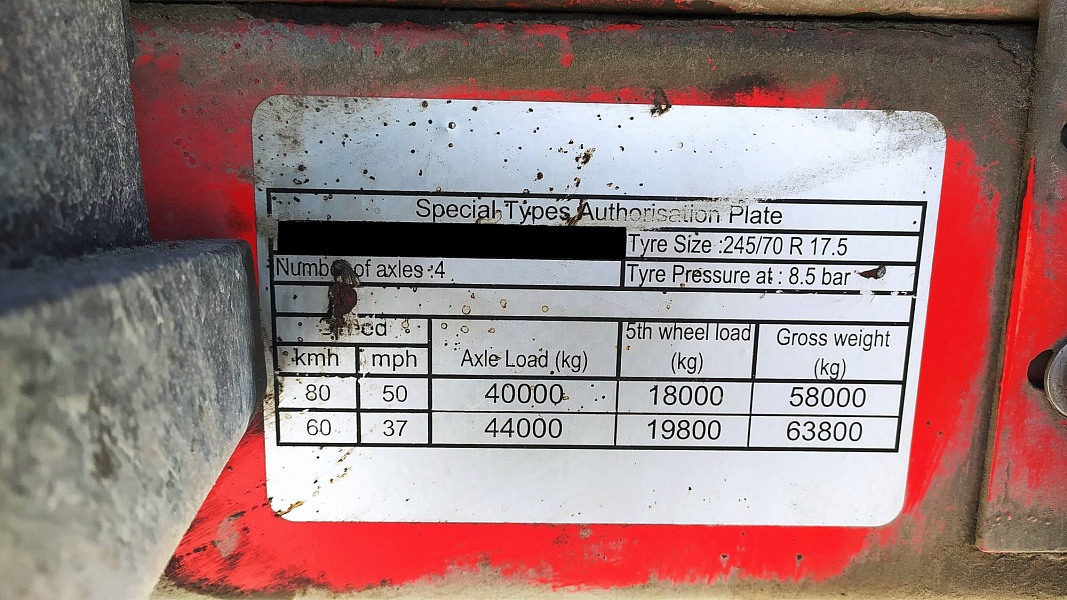 Special Types Authorisation Plate
Tyre Size :245/70 R 17.5
Number of axles :4 Tyre Pressure at : 8.5 bar
Speed
kmh mph Axle Load (kg) 5th wheel load (kg) Gross weight (kg)
80 50 40000 18000 58000
60 37 44000 19800 63800